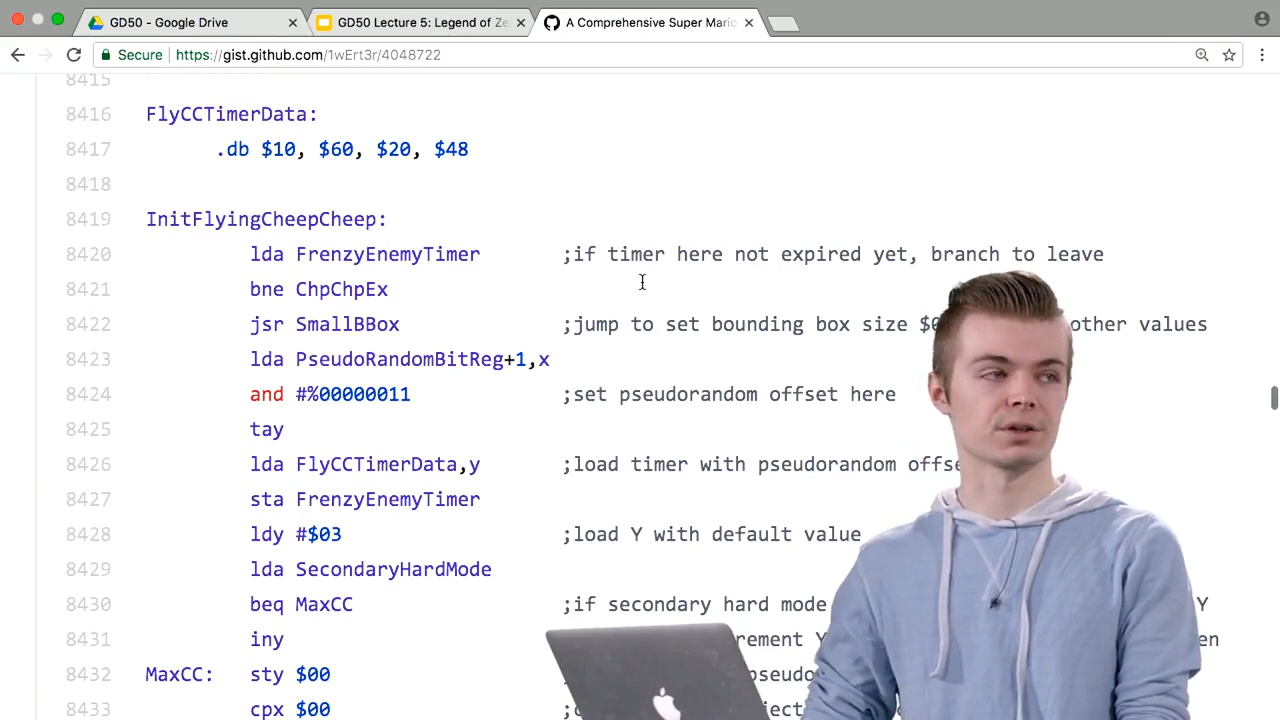 GD50 - Google Drive
GD50 Lecture 5: Legend of Ze
A Comprehensive Super Mario
Secure https://gist.github.com/1wErt3r/4048722
8415
8416 FlyCCTimerData:
8417 .db $10, $60, $20, $48
8418
8419 InitFlyingCheepCheep:
8420 lda FrenzyEnemyTimer ;if timer here not expired yet, branch to leave
8421 bne ChpChpEx
8422 jsr SmallBBox ;jump to set bounding box size other values
8423 lda PseudoRandomBitReg+1,x
8424 and #%00000011 ;set pseudorandom offset here
8425 tay
8426 lda FlyCCTimerData,y ;load timer with pseudorandom offse
8427 sta FrenzyEnemyTimer
8428 ldy #$03 ;load Y with default value
8429 lda SecondaryHardMode
8430 beq MaxCC ;if secondary hard mode Y
8431 iny rement Y en
8432 MaxCC: sty $00 pseudo
8433 cpx $00